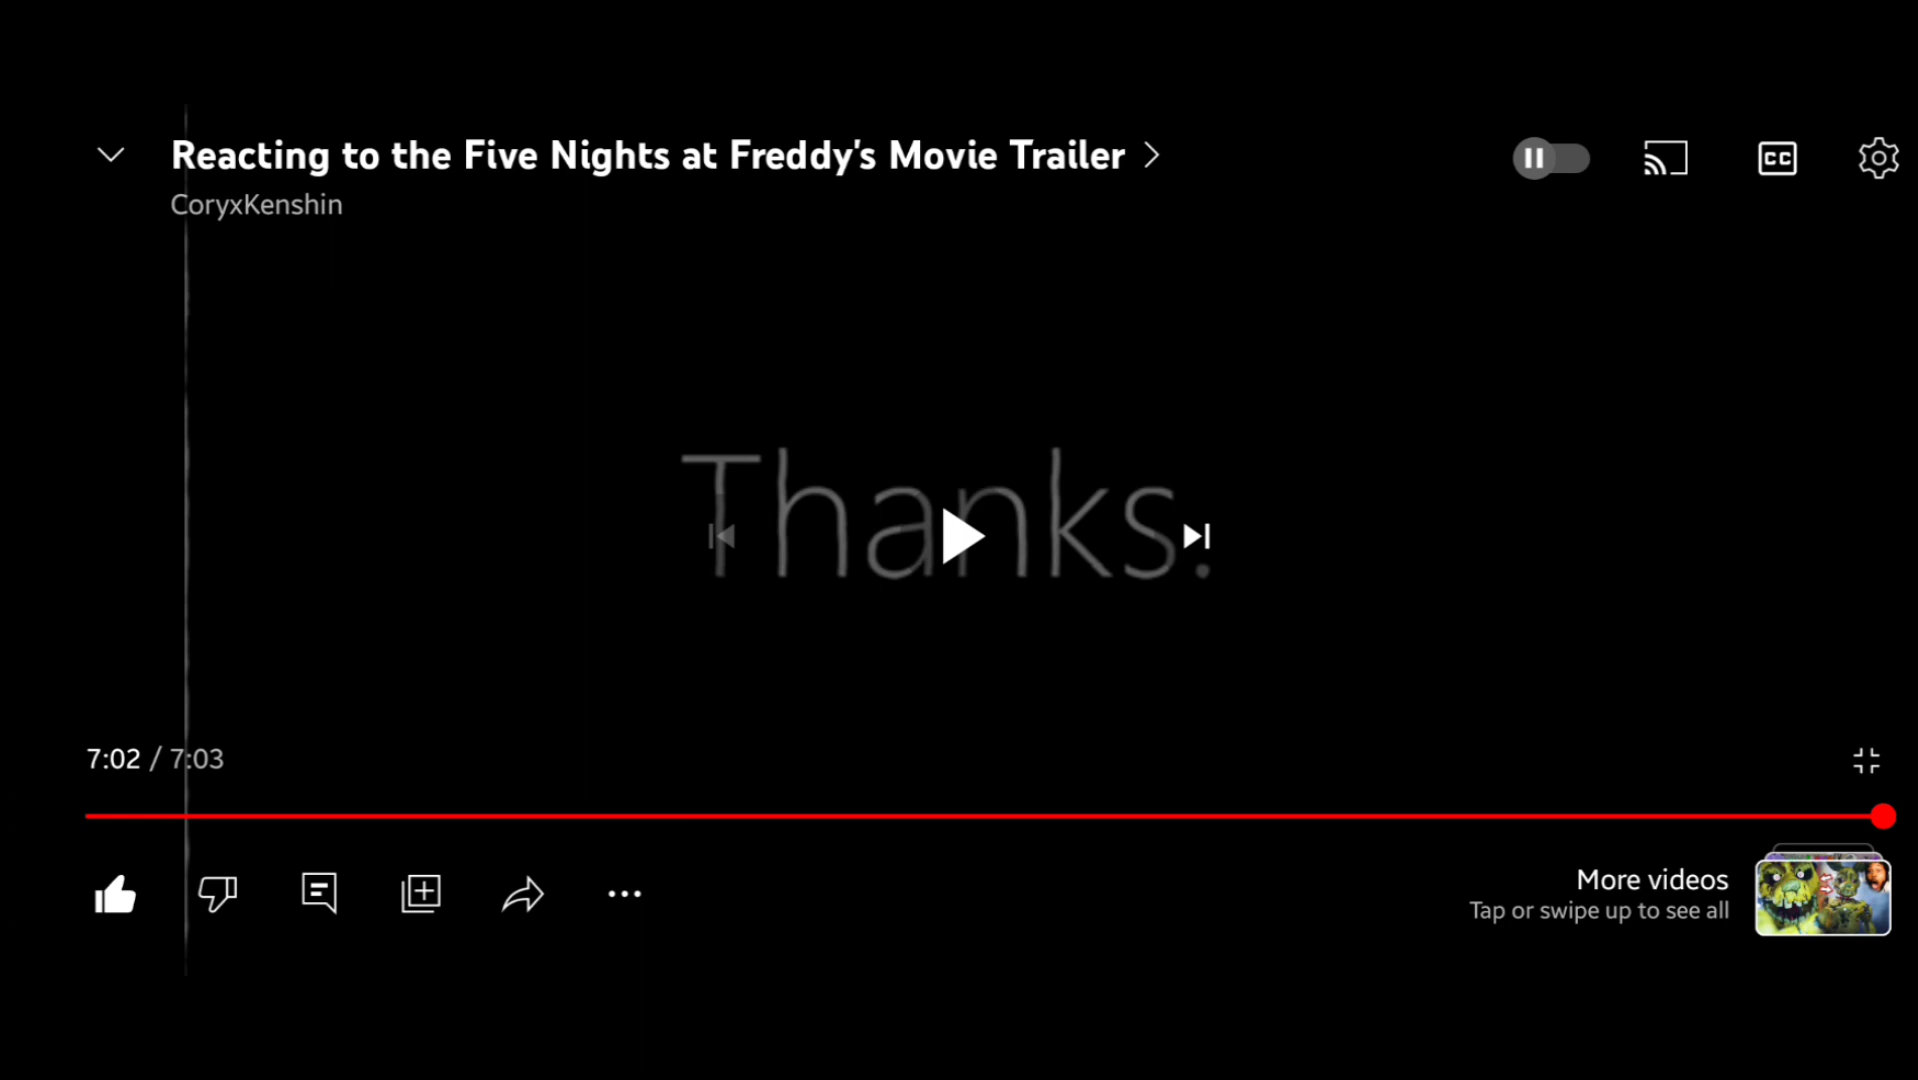 Reacting to the Five Nights at Freddy's Movie Trailer
CoryxKenshin
CC
Thanks.
7:02 / 7:03
More videos
Tap or swipe up to see all